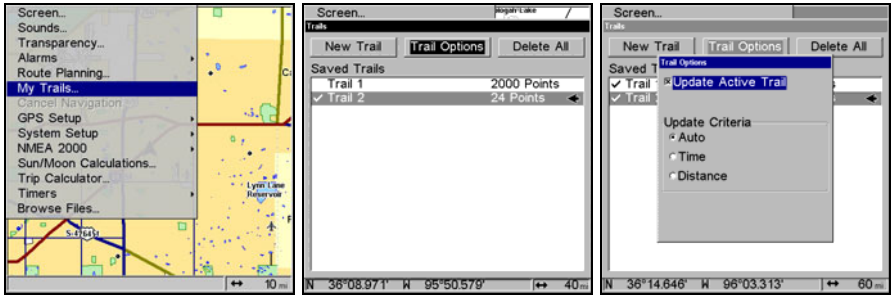 Screen...
Sounds...
Transparency...
Alarms
Route Planning...
My Trails...
Cancel Navigation
GPS Setup
System Setup
NMEA 2000
Sun/Moon Calculations...
Trip Calculator...
Timers
Browse Files...
Lynn Lane
Reservoir
10 mi
Screen...
Trails
New Trail Trail Options Delete All
Saved Trails
Trail 1 2000 Points
Trail 2 24 Points
N 36°08.971' W 95°50.579' 40 mi
Screen...
Trails
New Trail Trail Options Delete All
Saved T
Trail
Trail
s
Trail Options
Update Active Trail
Update Criteria
Auto
Time
Distance
N 36°14.646' W 96°03.313' 60 mi